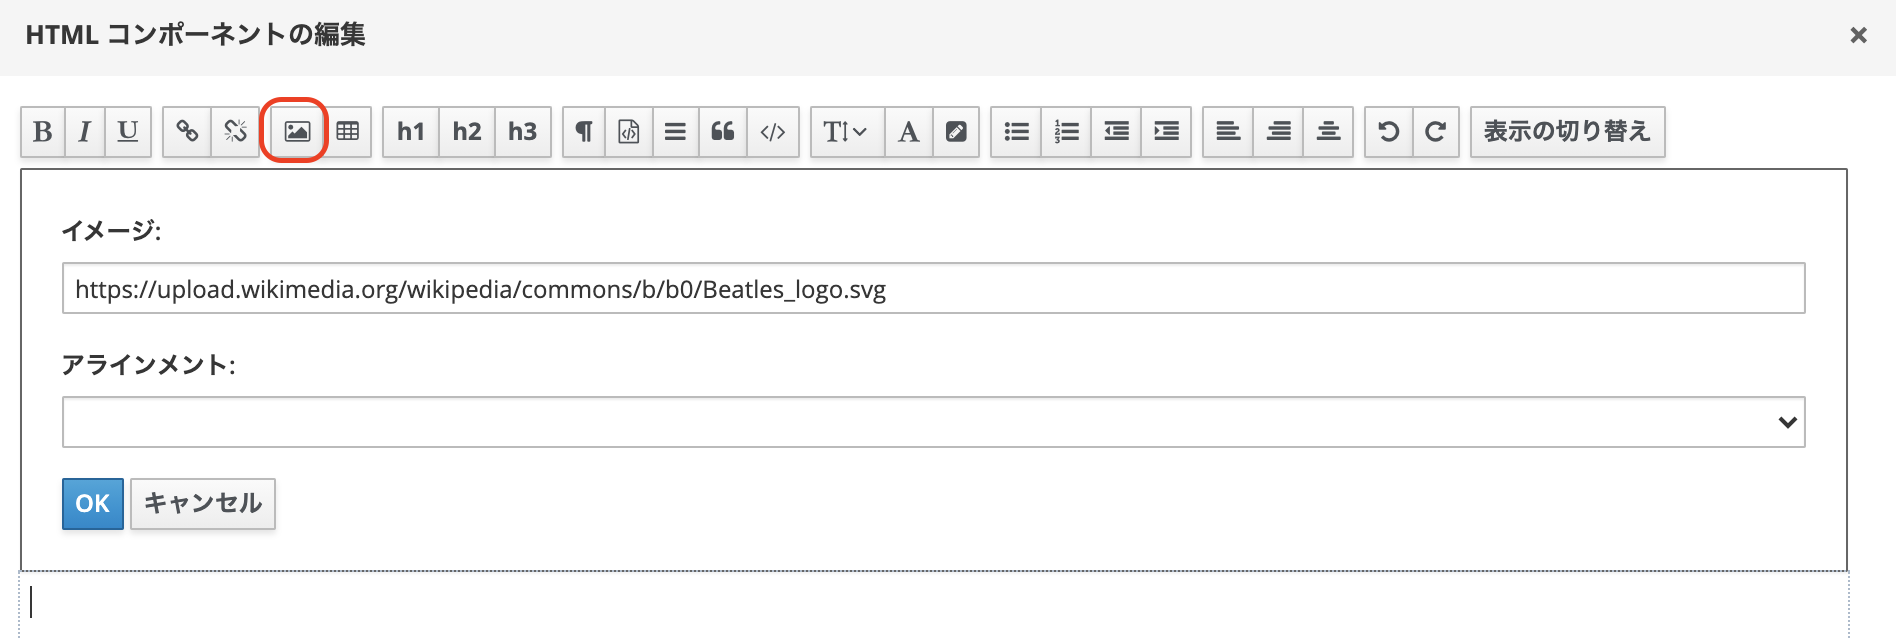 HTML コンポーネントの編集
B I U h1 h2 h3 ¶ </> T A 表示の切り替え
イメージ:
https://upload.wikimedia.org/wikipedia/commons/b/b0/Beatles_logo.svg
アラインメント:
OK キャンセル